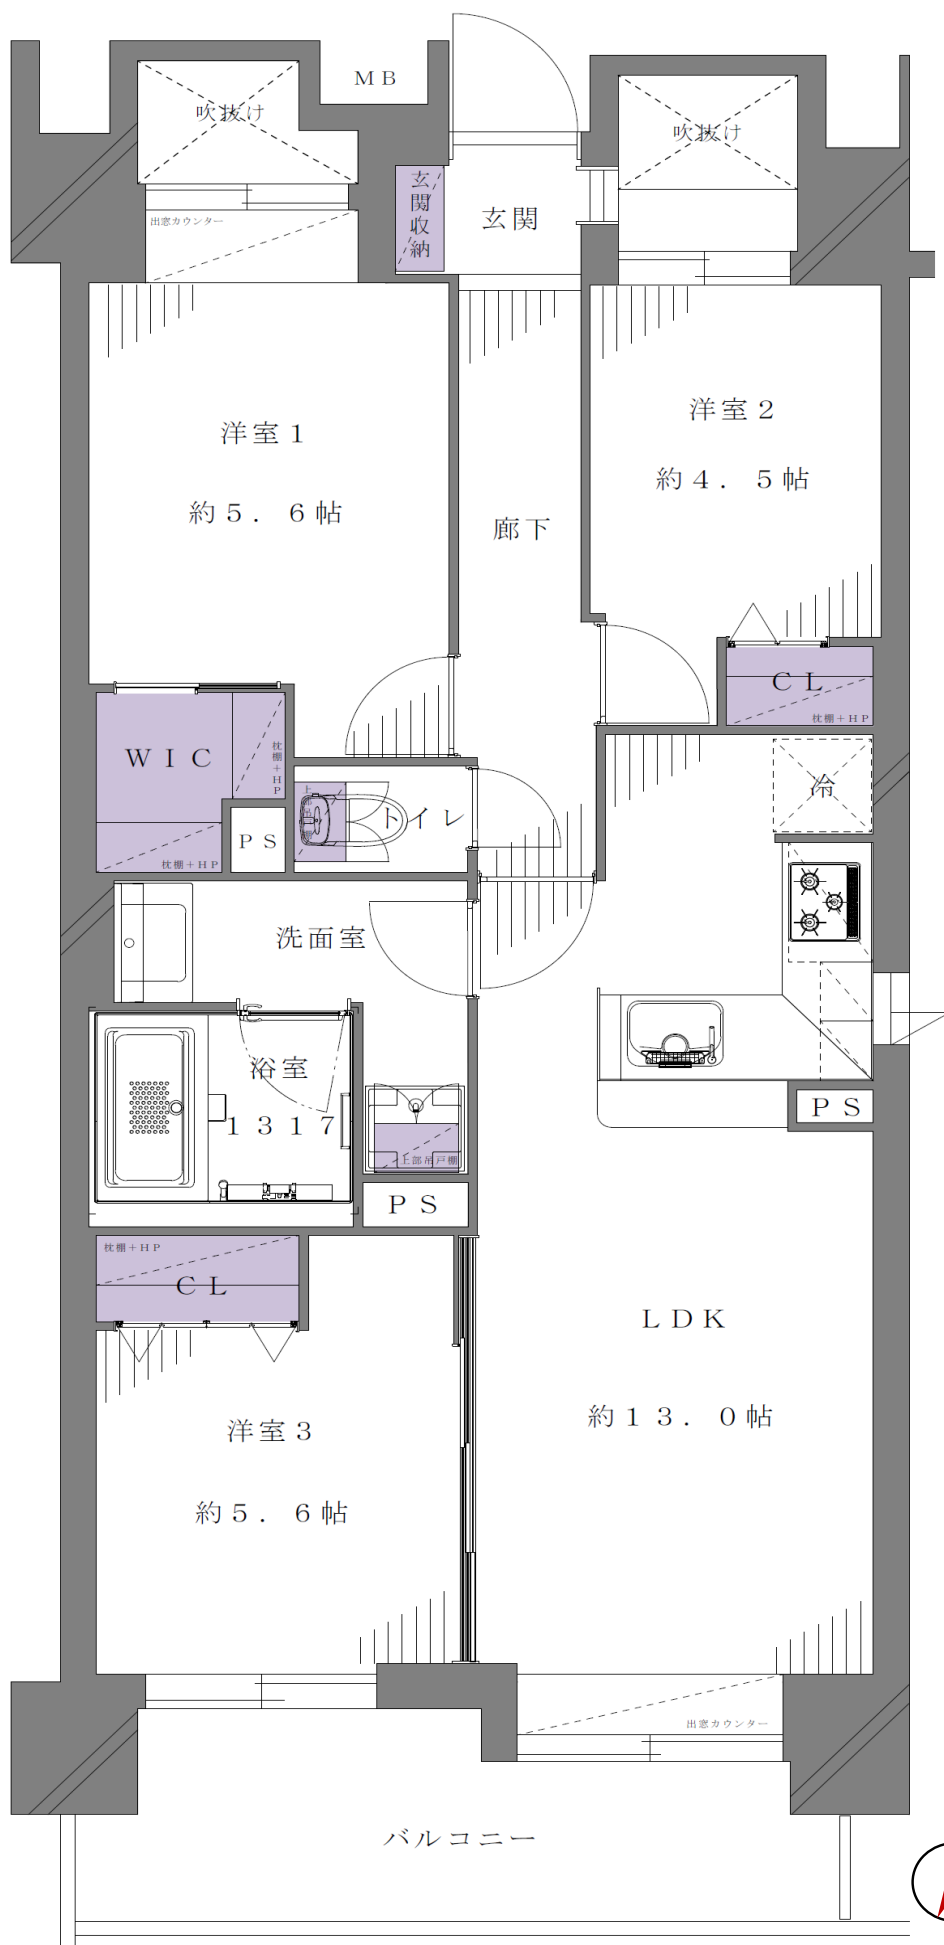 MB
吹抜け
吹抜け
玄関収納
玄関
出窓カウンター
洋室1
約5.6帖
洋室2
約4.5帖
廊下
CL
枕棚+HP
WIC
枕棚+HP
枕棚+HP
PS
トイレ
冷
洗面室
浴室
1317
上部吊戸棚
PS
PS
枕棚+HP
CL
LDK
約13.0帖
洋室3
約5.6帖
出窓カウンター
バルコニー